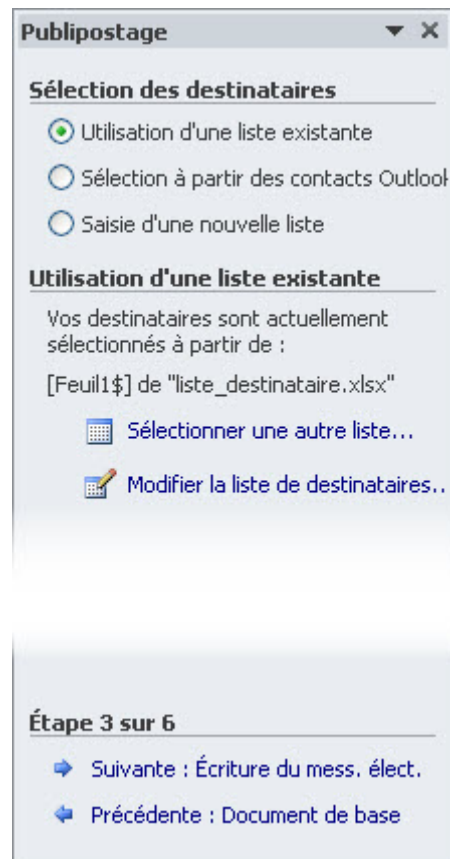 Publipostage
Sélection des destinataires
Utilisation d'une liste existante
Sélection à partir des contacts Outlook
Saisie d'une nouvelle liste
Utilisation d'une liste existante
Vos destinataires sont actuellement
sélectionnés à partir de :
[Feuil1$] de "liste_destinataire.xlsx"
Sélectionner une autre liste...
Modifier la liste de destinataires..
Étape 3 sur 6
Suivante : Écriture du mess. élect.
Précédente : Document de base